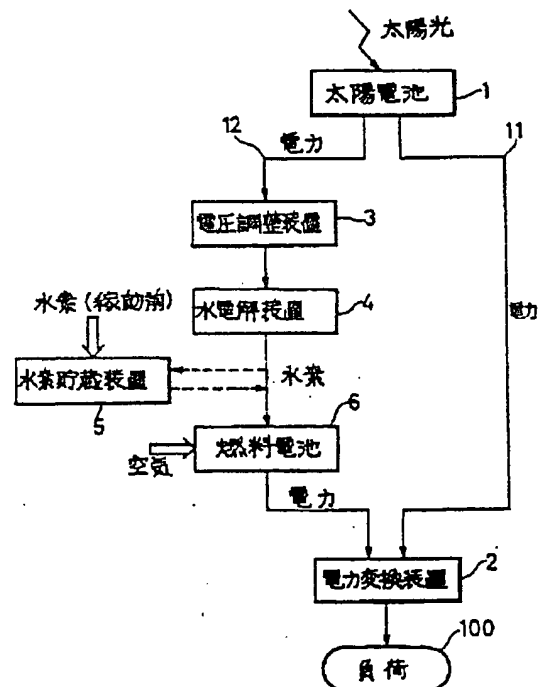 太陽光
太陽電池
1
12
電力
11
電圧調整装置
3
水素(稼動前)
水電解装置
4
電力
水素貯蔵装置
5
水素
6
空気
燃料電池
電力
電力変換装置
2
100
負荷